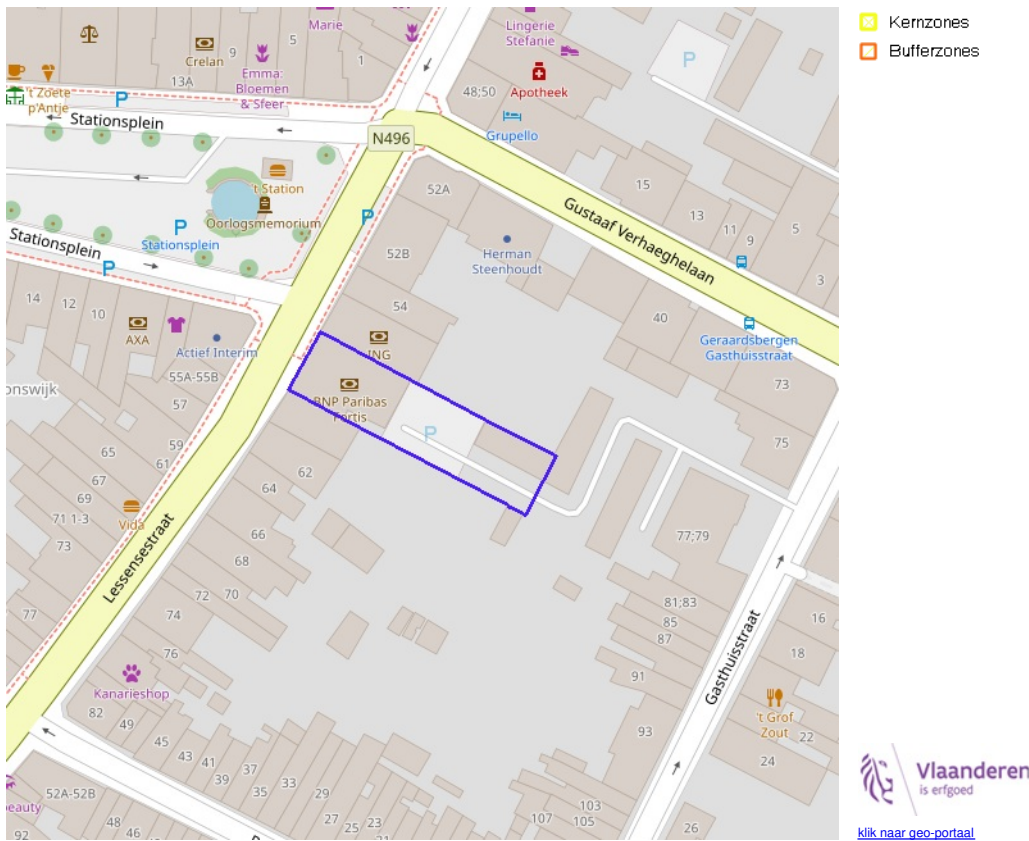 Marie
Lingerie
Stefanie
Crelan
9
5
1
13A
Emma:
Bloemen
& Sfeer
't Zoete
p'Antje
P
Stationsplein
N496
48;50
Apotheek
Grupello
P
't Station
Oorlogsmemorium
P
Stationsplein
Stationsplein
P
P
52A
52B
54
ING
BNP Paribas
Fortis
P
Herman
Steenhoudt
Gustaaf Verhaeghelaan
15
13
11
9
5
3
40
Geraardsbergen
Gasthuisstraat
73
75
14
12
10
AXA
Actief Interim
onswijk
55A-55B
57
59
61
65
67
69
71 1-3
73
77
Vida
Lessensestraat
62
64
66
68
70
72
74
76
Kanarieshop
82
49
45
43
41
39
37
35
33
29
27
25
23
52A-52B
eauty
92
48
46
77;79
81;83
85
87
91
93
103
105
107
Gasthuisstraat
16
18
't Grof
Zout
22
24
26
Kernzones
Bufferzones
Vlaanderen
is erfgoed
klik naar geo-portaal